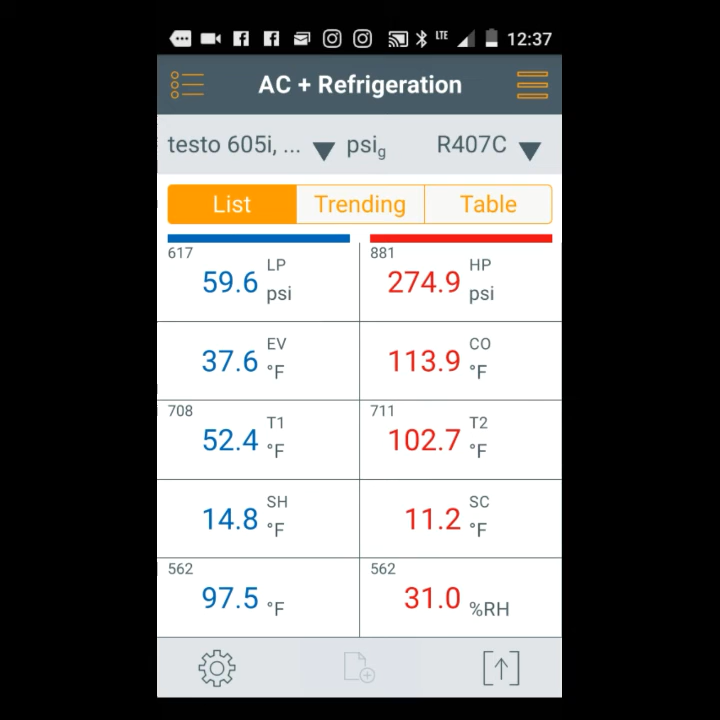 LTE 12:37
AC + Refrigeration
testo 605i, ... psig R407C
List Trending Table
617 LP 881 HP
59.6 psi 274.9 psi
EV CO
37.6 °F 113.9 °F
708 T1 711 T2
52.4 °F 102.7 °F
SH SC
14.8 °F 11.2 °F
562 562
97.5 °F 31.0 %RH